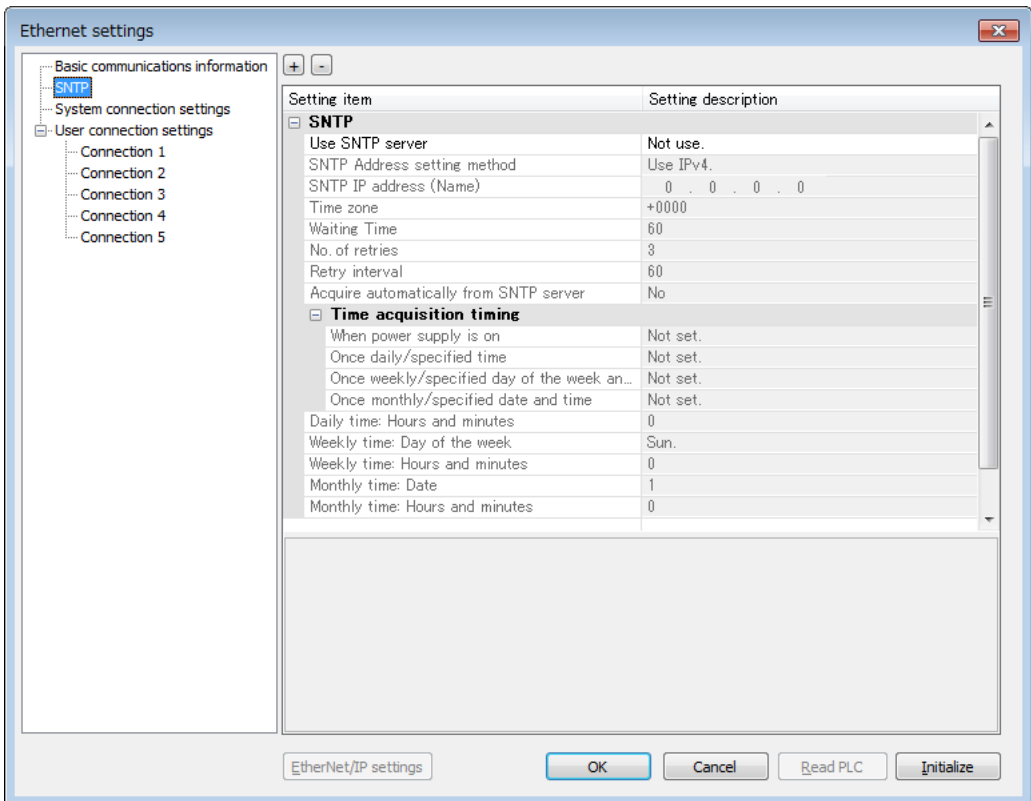 Ethernet settings
Basic communications information
SNTP
System connection settings
User connection settings
Connection 1
Connection 2
Connection 3
Connection 4
Connection 5
+ -
Setting item Setting description
SNTP
Use SNTP server Not use.
SNTP Address setting method Use IPv4.
SNTP IP address (Name) 0 . 0 . 0 . 0
Time zone +0000
Waiting Time 60
No. of retries 3
Retry interval 60
Acquire automatically from SNTP server No
Time acquisition timing
When power supply is on Not set.
Once daily/specified time Not set.
Once weekly/specified day of the week an... Not set.
Once monthly/specified date and time Not set.
Daily time: Hours and minutes 0
Weekly time: Day of the week Sun.
Weekly time: Hours and minutes 0
Monthly time: Date 1
Monthly time: Hours and minutes 0
EtherNet/IP settings OK Cancel Read PLC Initialize